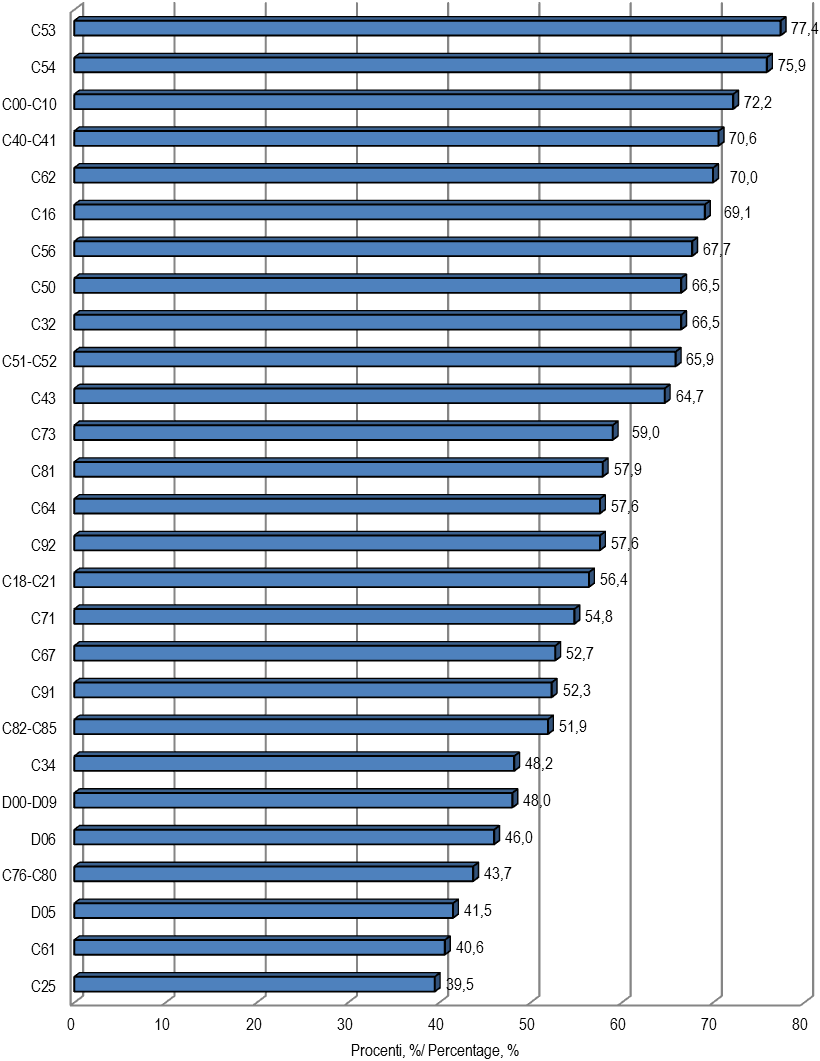 C53 77,4
C54 75,9
C00-C10 72,2
C40-C41 70,6
C62 70,0
C16 69,1
C56 67,7
C50 66,5
C32 66,5
C51-C52 65,9
C43 64,7
C73 59,0
C81 57,9
C64 57,6
C92 57,6
C18-C21 56,4
C71 54,8
C67 52,7
C91 52,3
C82-C85 51,9
C34 48,2
D00-D09 48,0
D06 46,0
C76-C80 43,7
D05 41,5
C61 40,6
C25 39,5
0 10 20 30 40 50 60 70 80
Procenti, %/ Percentage, %